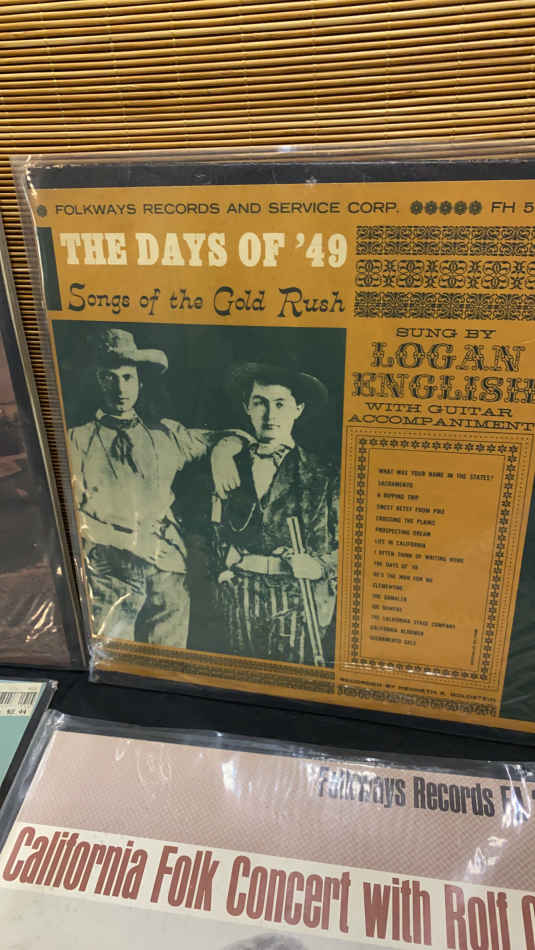 FOLKWAYS RECORDS AND SERVICE CORP. FH 5
THE DAYS OF '49
Songs of the Gold Rush
SUNG BY
LOGAN
ENGLISH
WITH GUITAR
ACCOMPANIMENT
WHAT WAS YOUR NAME IN THE STATES?
SACRAMENTO
A RIPPING TRIP
SWEET BETSY FROM PIKE
CROSSING THE PLAINS
PROSPECTING DREAM
LIFE IN CALIFORNIA
I OFTEN THINK OF WRITING HOME
THE DAYS OF '49
HE'S THE MAN FOR ME
CLEMENTINE
THE GAMBLER
JOE BOWERS
THE CALIFORNIA STAGE COMPANY
CALIFORNIA BLOOMER
SACRAMENTO GALS
RECORDED BY KENNETH S. GOLDSTEIN
$2.44
Folkways Records FA
California Folk Concert with Rolf C